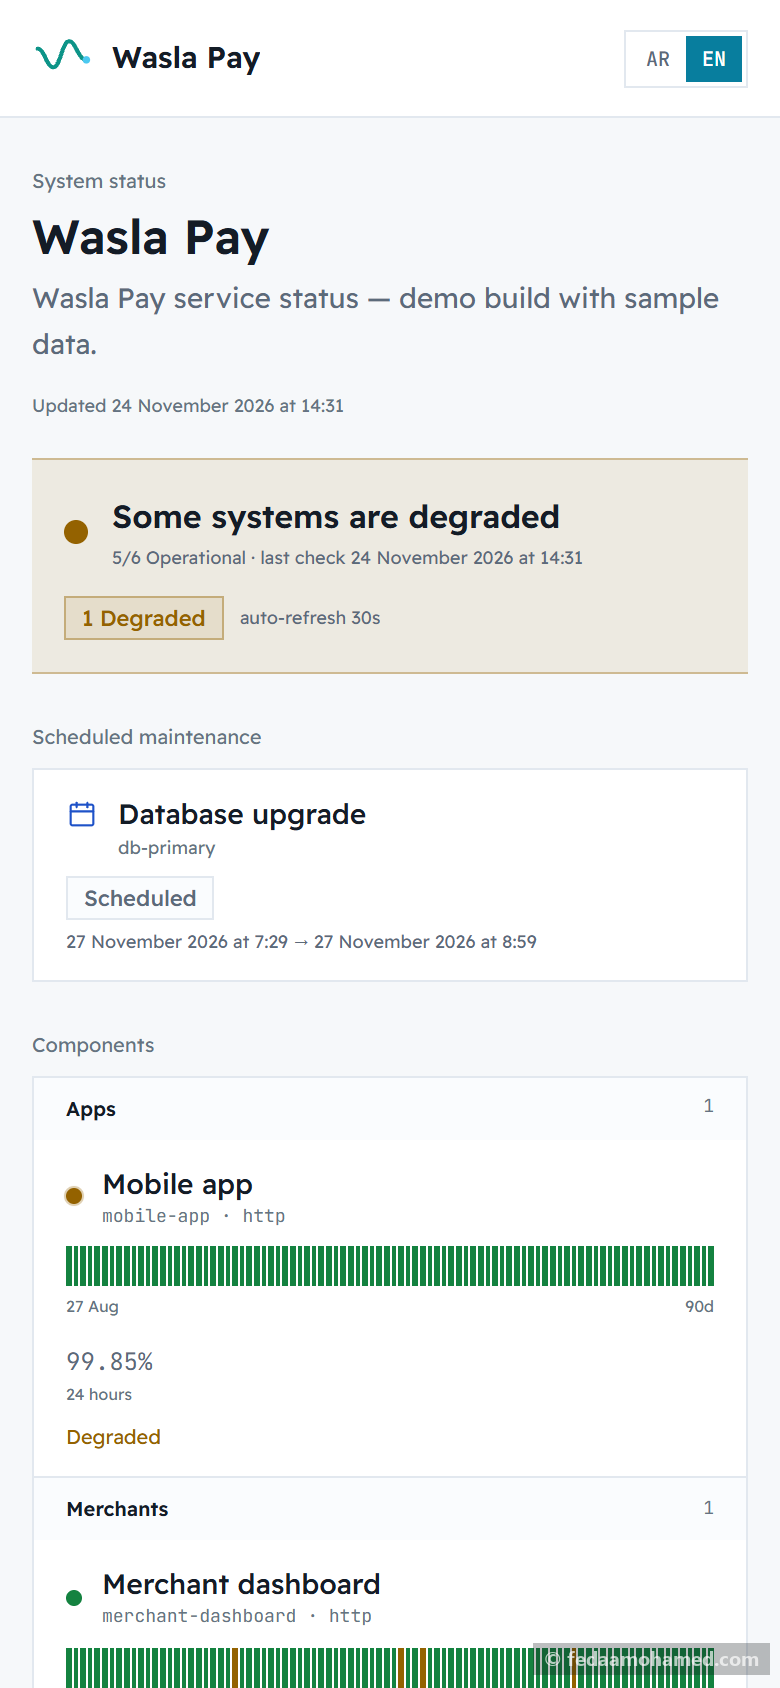 Wasla Pay
AR
EN
System status
Wasla Pay
Wasla Pay service status — demo build with sample
data.
Updated 24 November 2026 at 14:31
Some systems are degraded
5/6 Operational · last check 24 November 2026 at 14:31
1 Degraded
auto-refresh 30s
Scheduled maintenance
Database upgrade
db-primary
Scheduled
27 November 2026 at 7:29 → 27 November 2026 at 8:59
Components
Apps
1
Mobile app
mobile-app · http
27 Aug
90d
99.85%
24 hours
Degraded
Merchants
1
Merchant dashboard
merchant-dashboard · http
© fedaamohamed.com